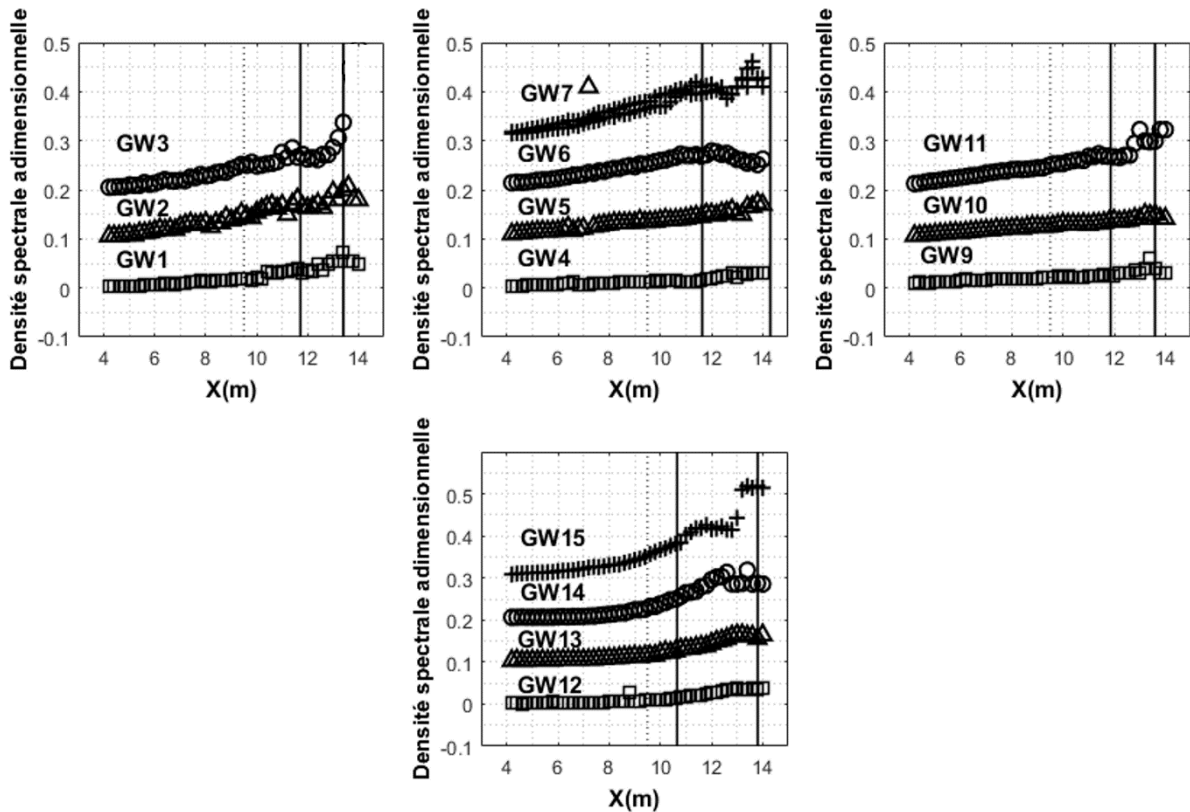 0.5
0.4
0.3
0.2
0.1
0
-0.1
GW3
GW2
GW1
4 6 8 10 12 14
X(m)
Densité spectrale adimensionnelle
0.5
0.4
0.3
0.2
0.1
0
-0.1
GW7
GW6
GW5
GW4
4 6 8 10 12 14
X(m)
Densité spectrale adimensionnelle
0.5
0.4
0.3
0.2
0.1
0
-0.1
GW11
GW10
GW9
4 6 8 10 12 14
X(m)
Densité spectrale adimensionnelle
0.5
0.4
0.3
0.2
0.1
0
-0.1
GW15
GW14
GW13
GW12
4 6 8 10 12 14
X(m)
Densité spectrale adimensionnelle